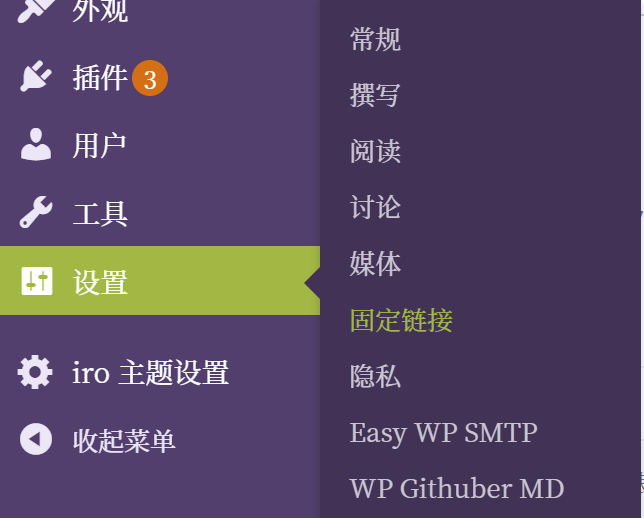 外观
插件 3
用户
工具
设置
iro 主题设置
收起菜单
常规
撰写
阅读
讨论
媒体
固定链接
隐私
Easy WP SMTP
WP Githuber MD